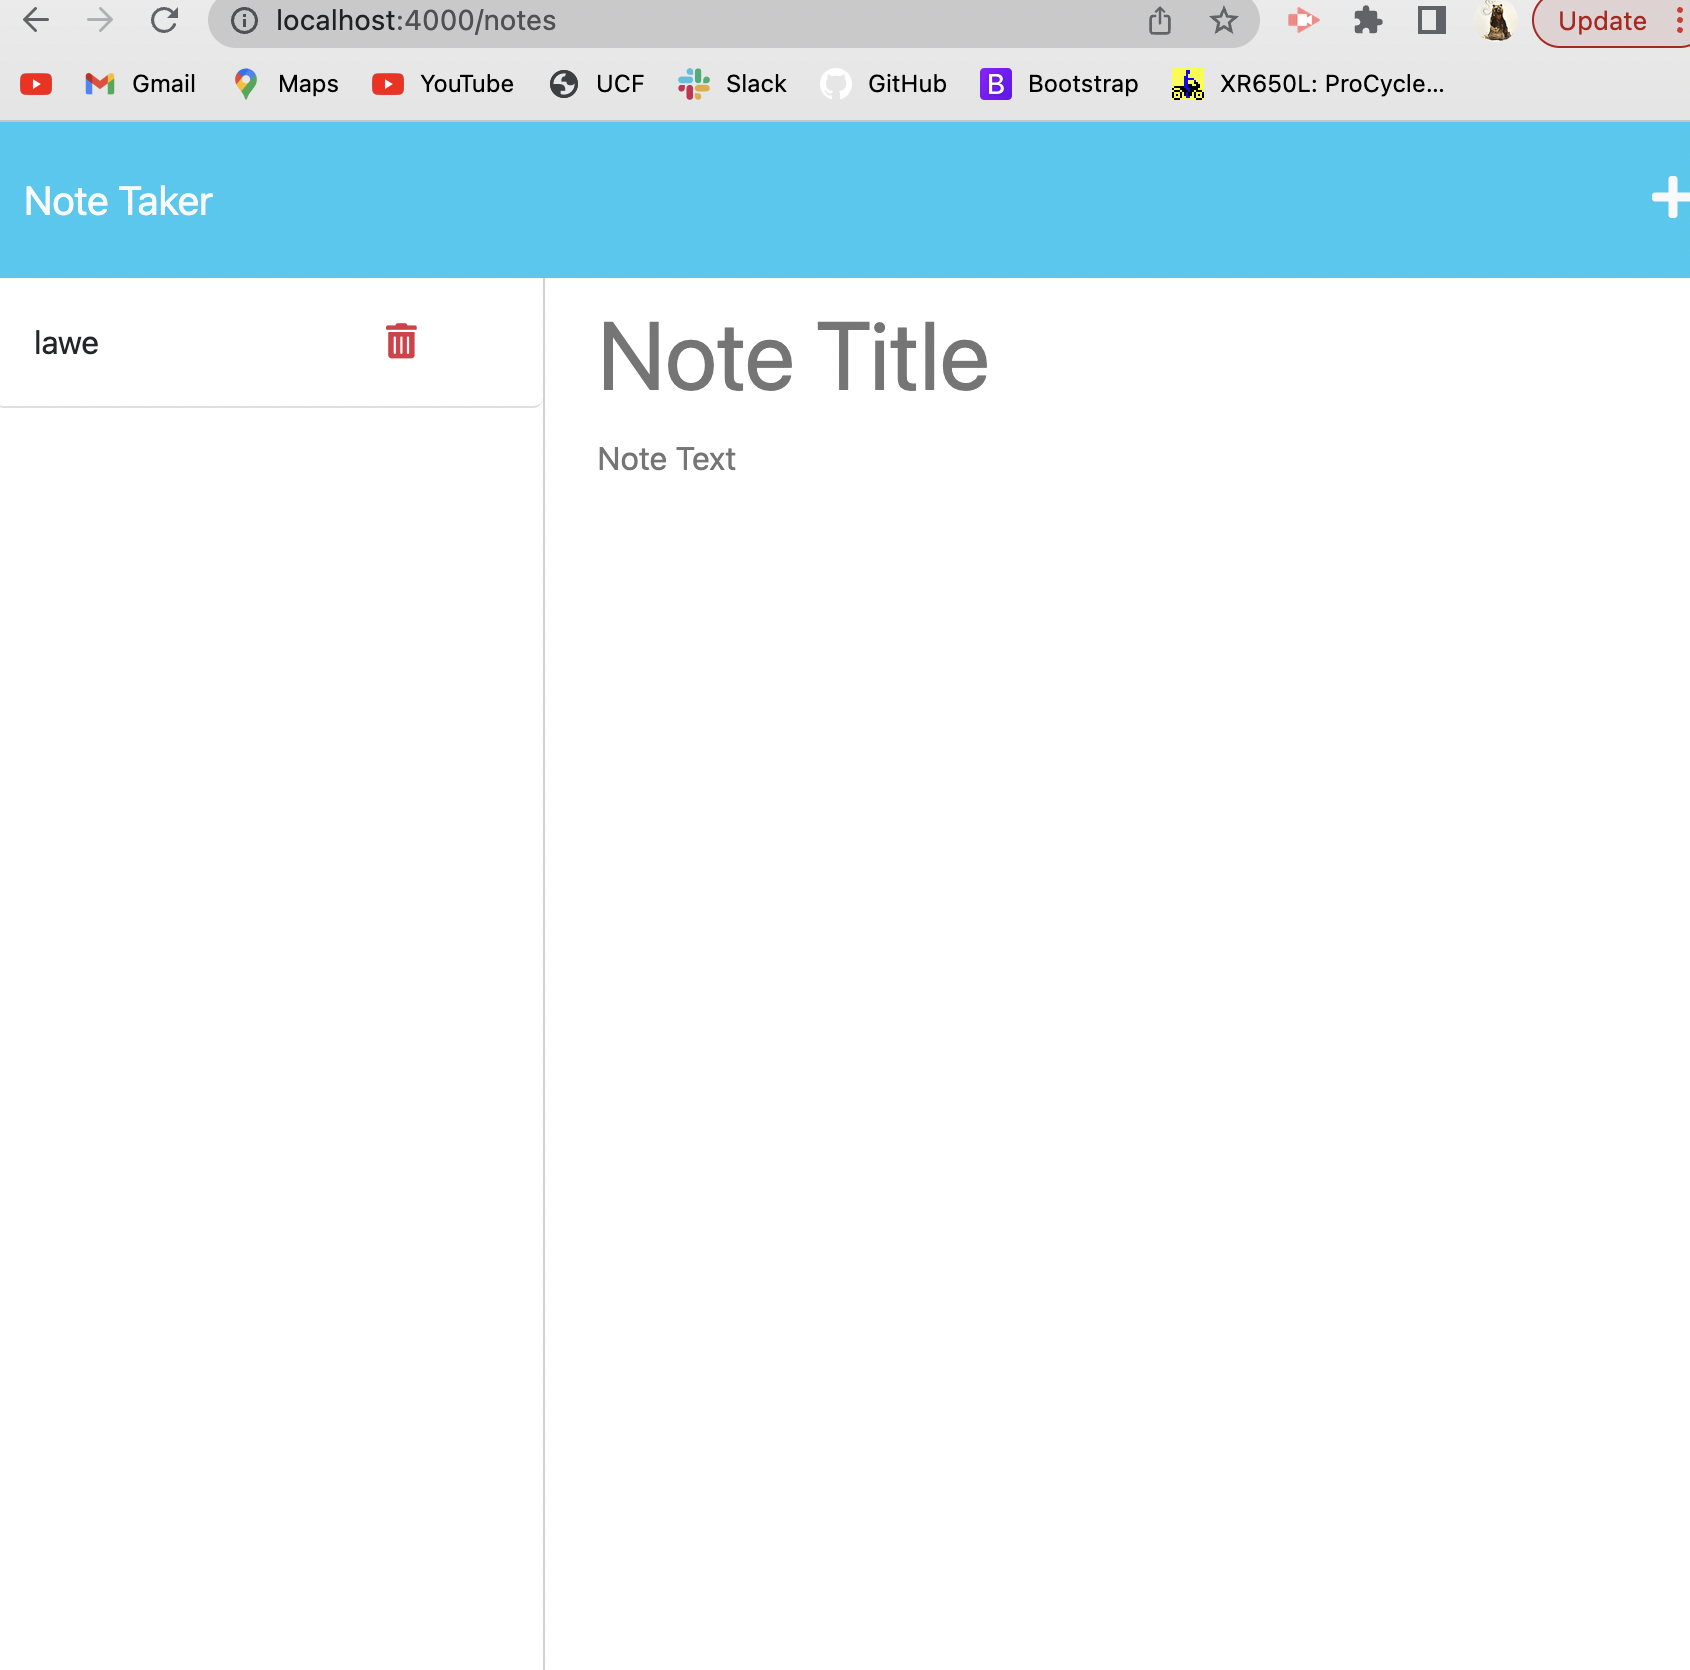 localhost:4000/notes Update
Gmail Maps YouTube UCF Slack GitHub B Bootstrap XR650L: ProCycle...
Note Taker
lawe
Note Title
Note Text